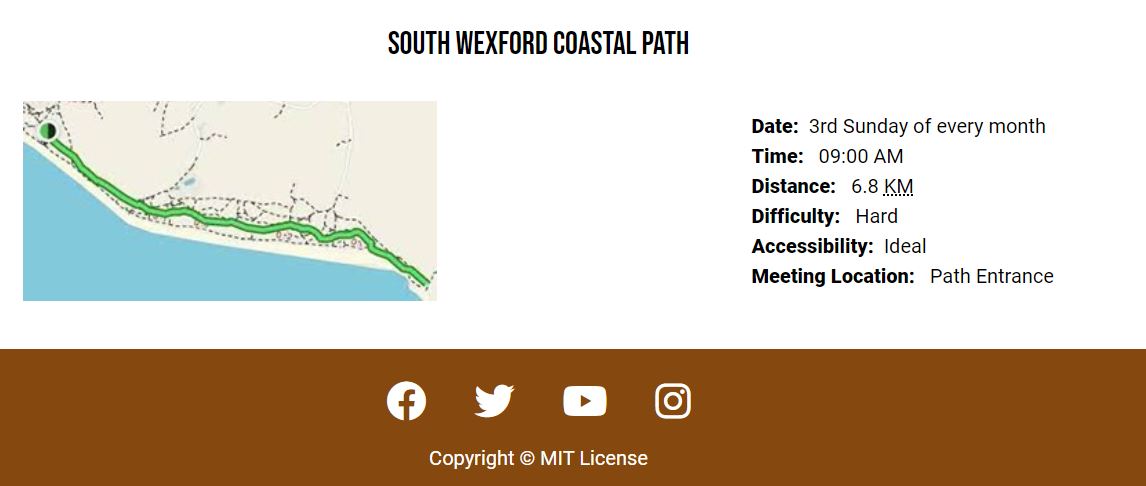 SOUTH WEXFORD COASTAL PATH
Date: 3rd Sunday of every month
Time: 09:00 AM
Distance: 6.8 KM
Difficulty: Hard
Accessibility: Ideal
Meeting Location: Path Entrance
Copyright © MIT License